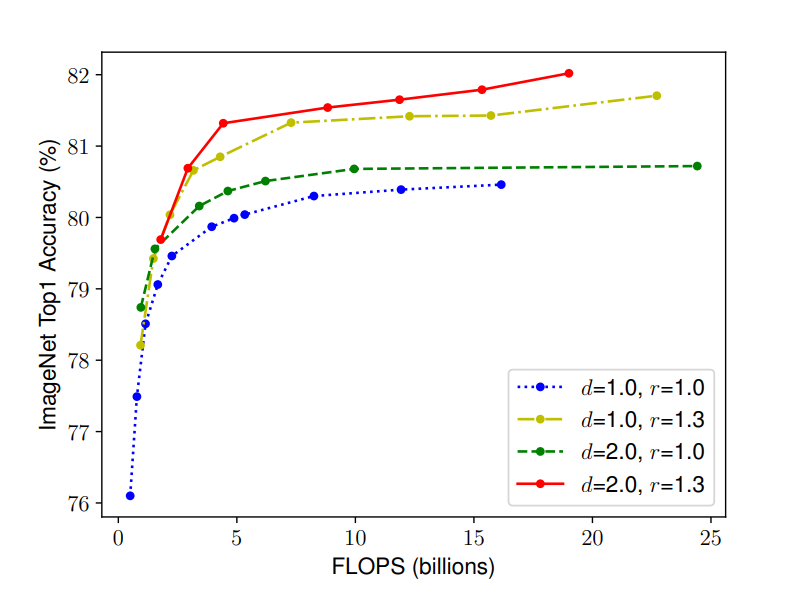 82
81
80
79
78
77
76
ImageNet Top1 Accuracy (%)
d=1.0, r=1.0
d=1.0, r=1.3
d=2.0, r=1.0
d=2.0, r=1.3
0 5 10 15 20 25
FLOPS (billions)